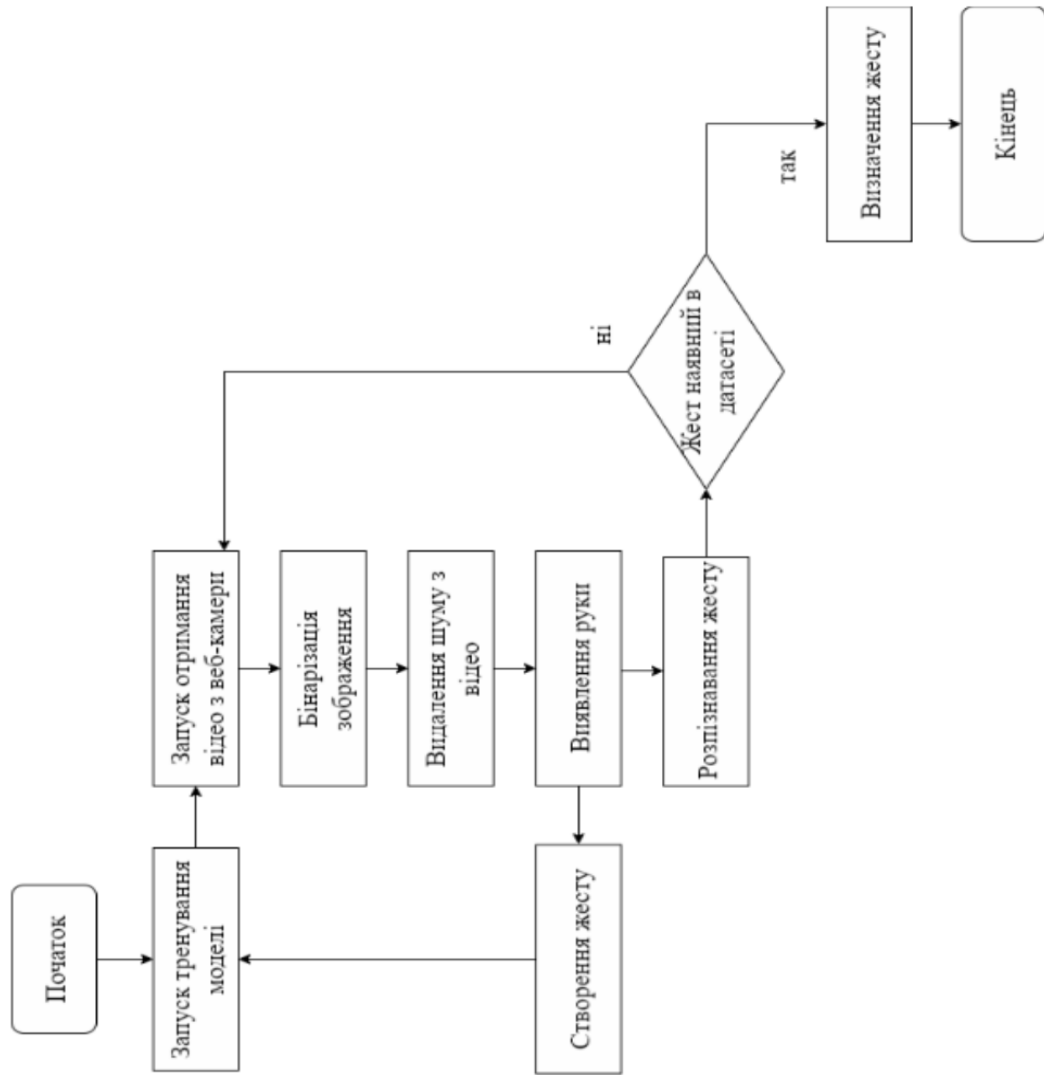 Початок
Запуск тренування
моделі
Запуск отримання
відео з веб-камери
Бінарізація
зображення
Видалення шуму з
відео
Виявлення руки
Створення жесту
Розпізнавання жесту
Жест наявний в
датасеті
ні
так
Визначення жесту
Кінець